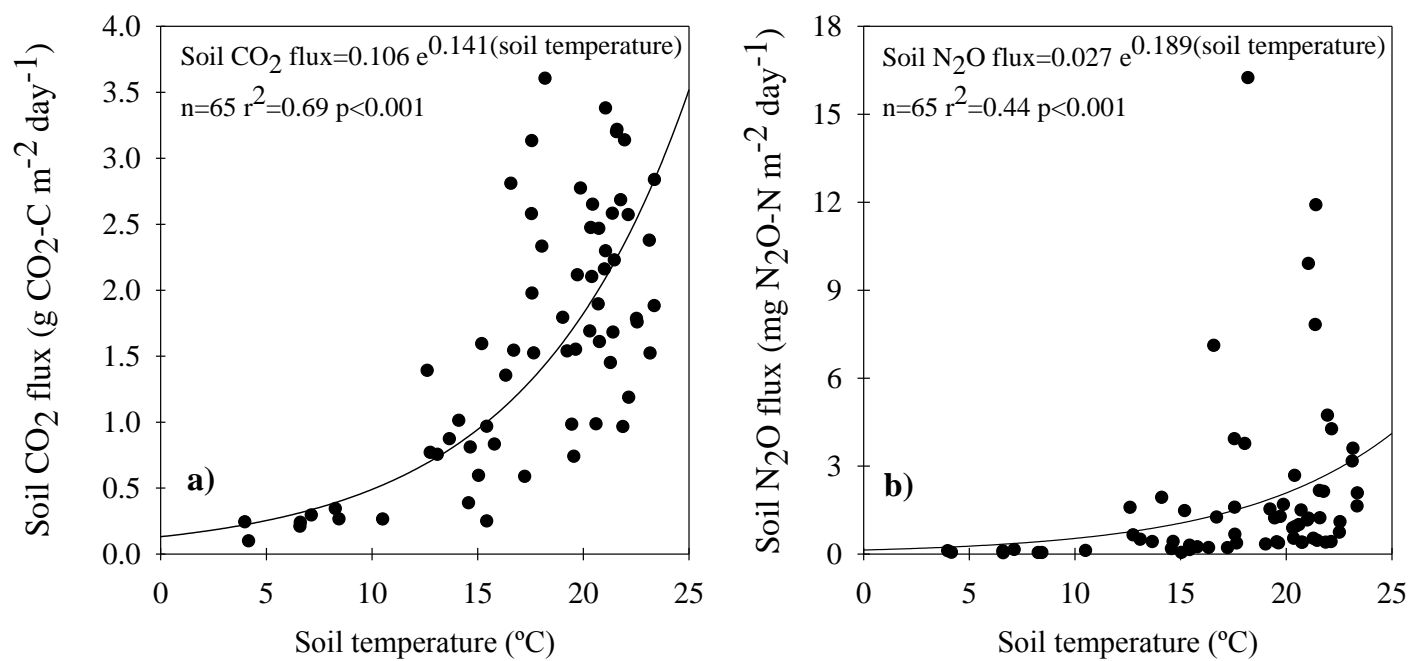 4.0
3.5
3.0
2.5
2.0
1.5
1.0
0.5
0.0
Soil CO2 flux (g CO2-C m-2 day-1)
Soil CO2 flux=0.106 e0.141(soil temperature)
n=65 r2=0.69 p<0.001
a)
0 5 10 15 20 25
Soil temperature (ºC)
18
15
12
9
6
3
0
Soil N2O flux (mg N2O-N m-2 day-1)
Soil N2O flux=0.027 e0.189(soil temperature)
n=65 r2=0.44 p<0.001
b)
0 5 10 15 20 25
Soil temperature (ºC)